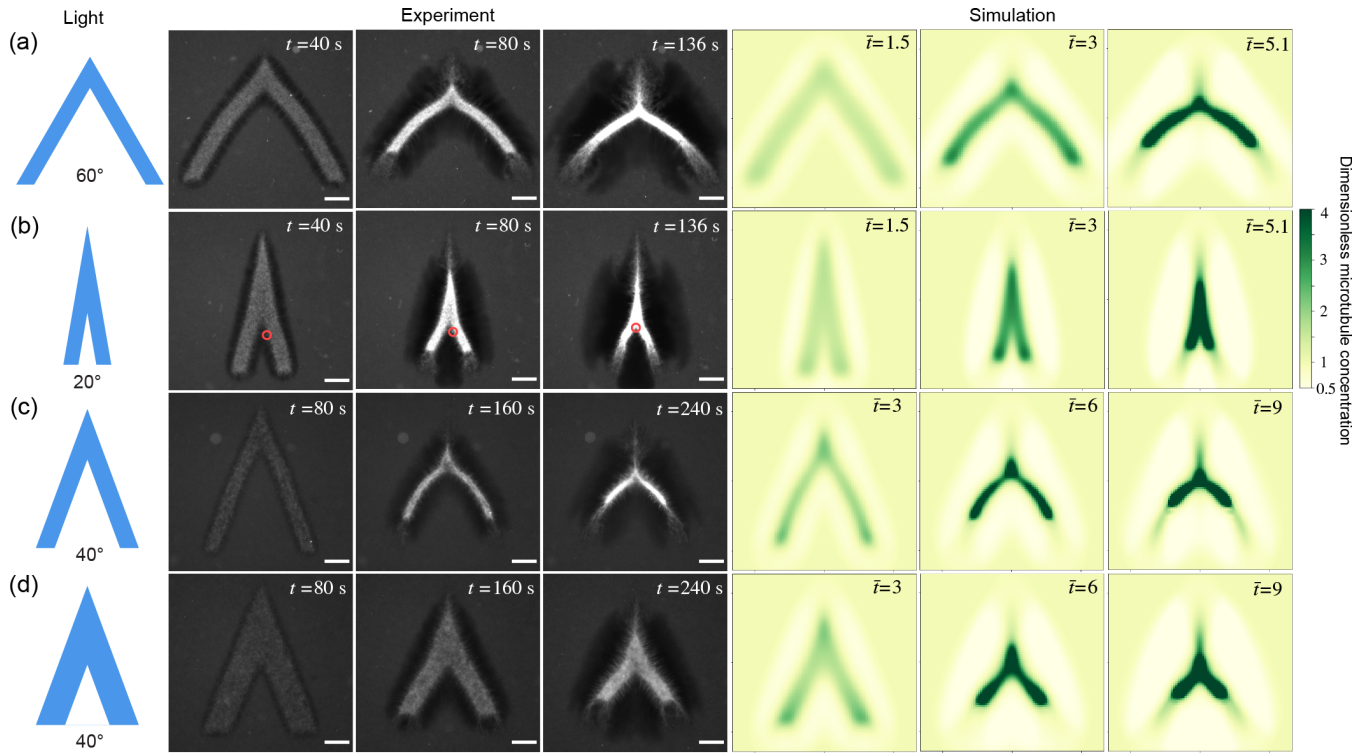 Light Experiment Simulation
(a) t=40 s t=80 s t=136 s t̄=1.5 t̄=3 t̄=5.1
60°
(b) t=40 s t=80 s t=136 s t̄=1.5 t̄=3 t̄=5.1
20°
(c) t=80 s t=160 s t=240 s t̄=3 t̄=6 t̄=9
40°
(d) t=80 s t=160 s t=240 s t̄=3 t̄=6 t̄=9
40°
4
3
2
1
0.5
Dimensionless microtubule concentration